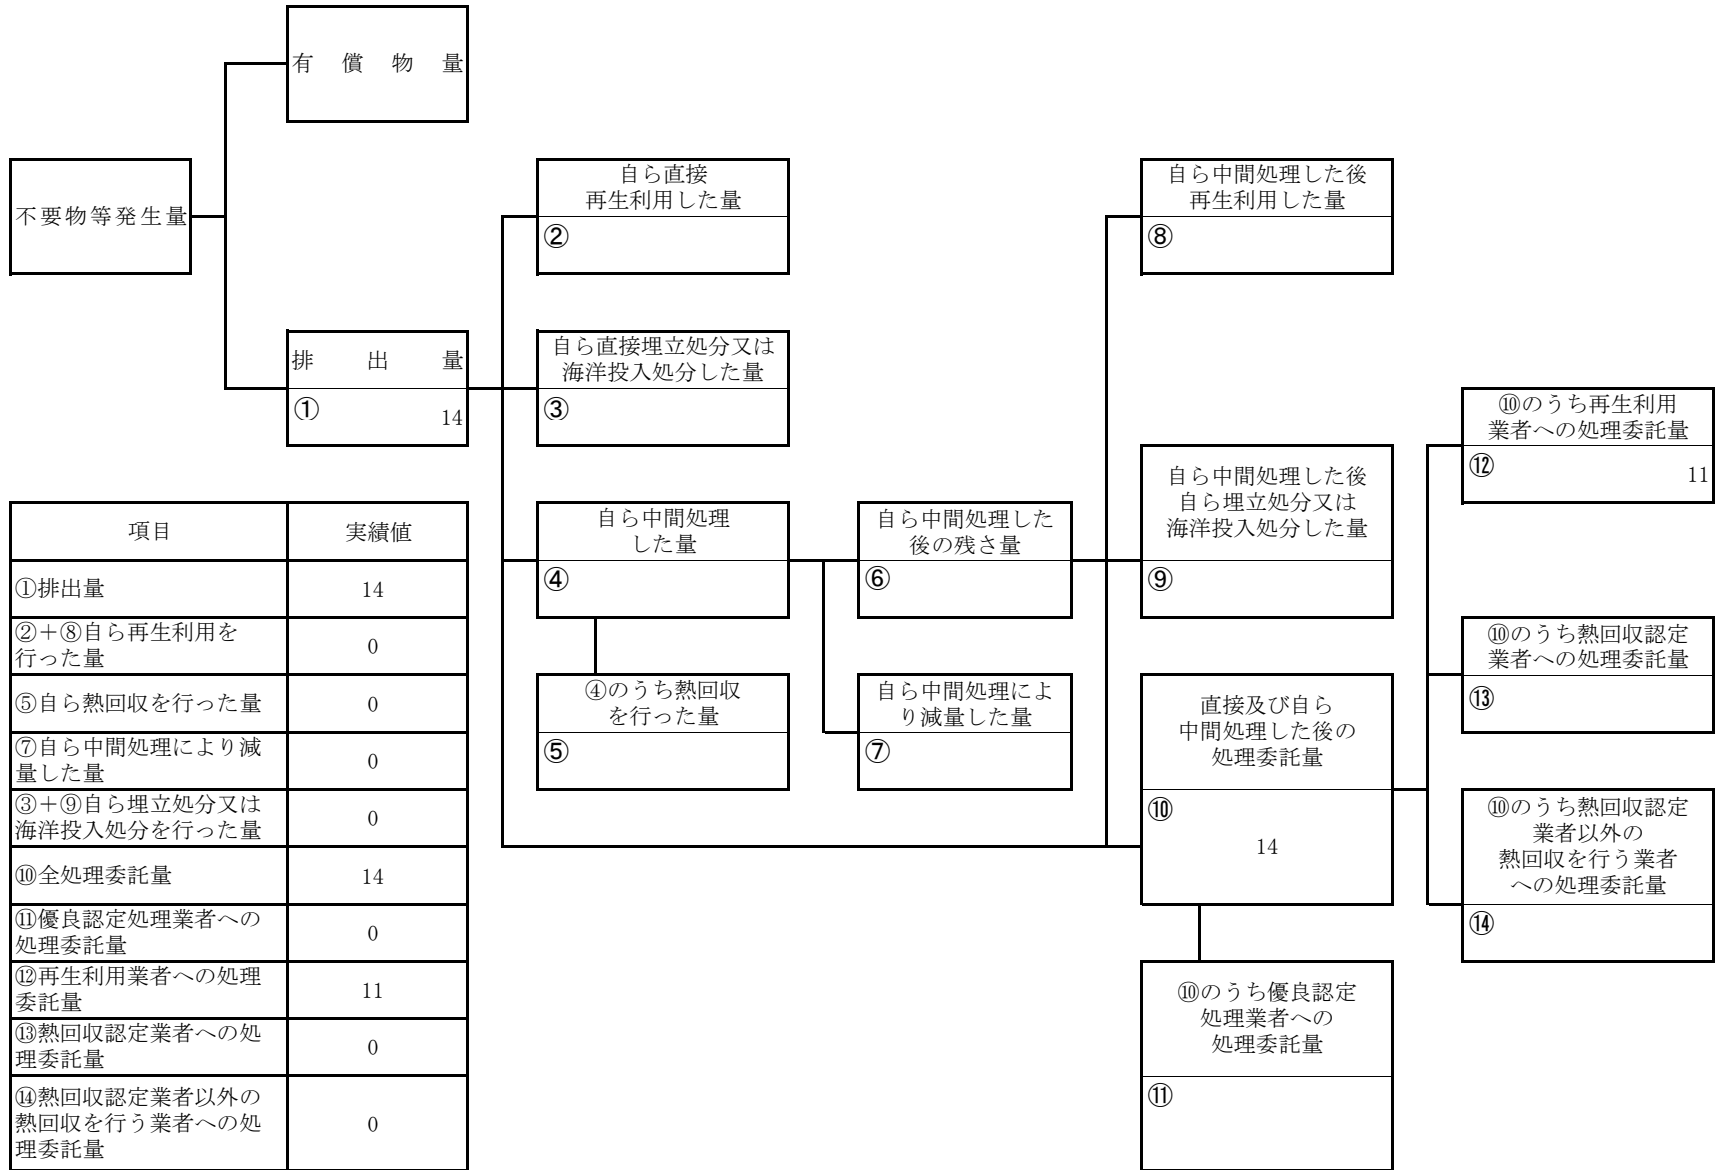 有償物量
不要物等発生量
排出量
①
14
自ら直接
再生利用した量
②
自ら直接埋立処分又は
海洋投入処分した量
③
自ら中間処理
した量
④
④のうち熱回収
を行った量
⑤
自ら中間処理した
後の残さ量
⑥
自ら中間処理によ
り減量した量
⑦
自ら中間処理した後
再生利用した量
⑧
自ら中間処理した後
自ら埋立処分又は
海洋投入処分した量
⑨
直接及び自ら
中間処理した後の
処理委託量
⑩
14
⑩のうち優良認定
処理業者への
処理委託量
⑪
⑩のうち再生利用
業者への処理委託量
⑫
11
⑩のうち熱回収認定
業者への処理委託量
⑬
⑩のうち熱回収認定
業者以外の
熱回収を行う業者
への処理委託量
⑭
項目 実績値
①排出量 14
②+⑧自ら再生利用を
行った量 0
⑤自ら熱回収を行った量 0
⑦自ら中間処理により減
量した量 0
③+⑨自ら埋立処分又は
海洋投入処分を行った量 0
⑩全処理委託量 14
⑪優良認定処理業者への
処理委託量 0
⑫再生利用業者への処理
委託量 11
⑬熱回収認定業者への処
理委託量 0
⑭熱回収認定業者以外の
熱回収を行う業者への処
理委託量 0